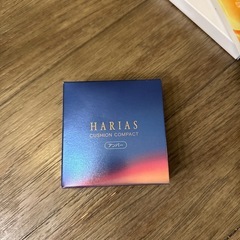 HARIAS
CUSHION COMPACT
アンバー